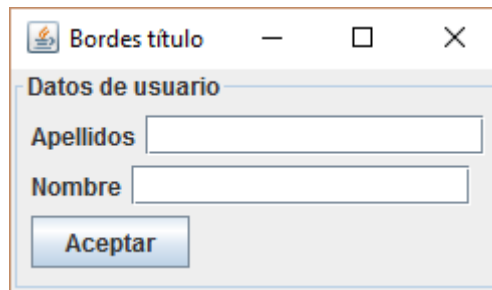 Bordes título
Datos de usuario
Apellidos
Nombre
Aceptar